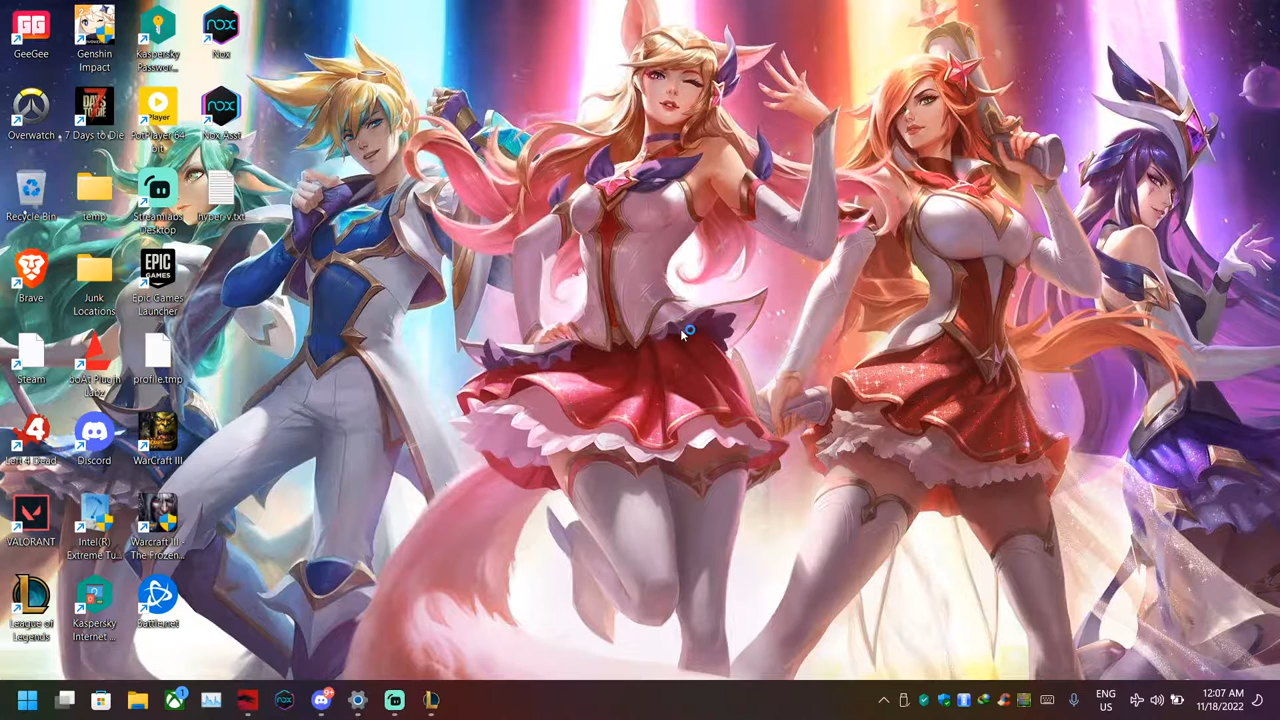 GeeGee
Genshin
Impact
Kaspersky
Passwor...
Nox
Overwatch
7 Days to Die
PotPlayer 64
bit
Nox Asst
Recycle Bin
temp
Streamlabs
Desktop
hyper.v.txt
Brave
Junk
Locations
Epic Games
Launcher
Steam
boAt Plugin
Labz
profile.tmp
Left 4 Dead
Discord
WarCraft III
VALORANT
Intel(R)
Extreme Tu...
Warcraft III -
The Frozen...
League of
Legends
Kaspersky
Internet ...
Battle.net
ENG
US
12:07 AM
11/18/2022